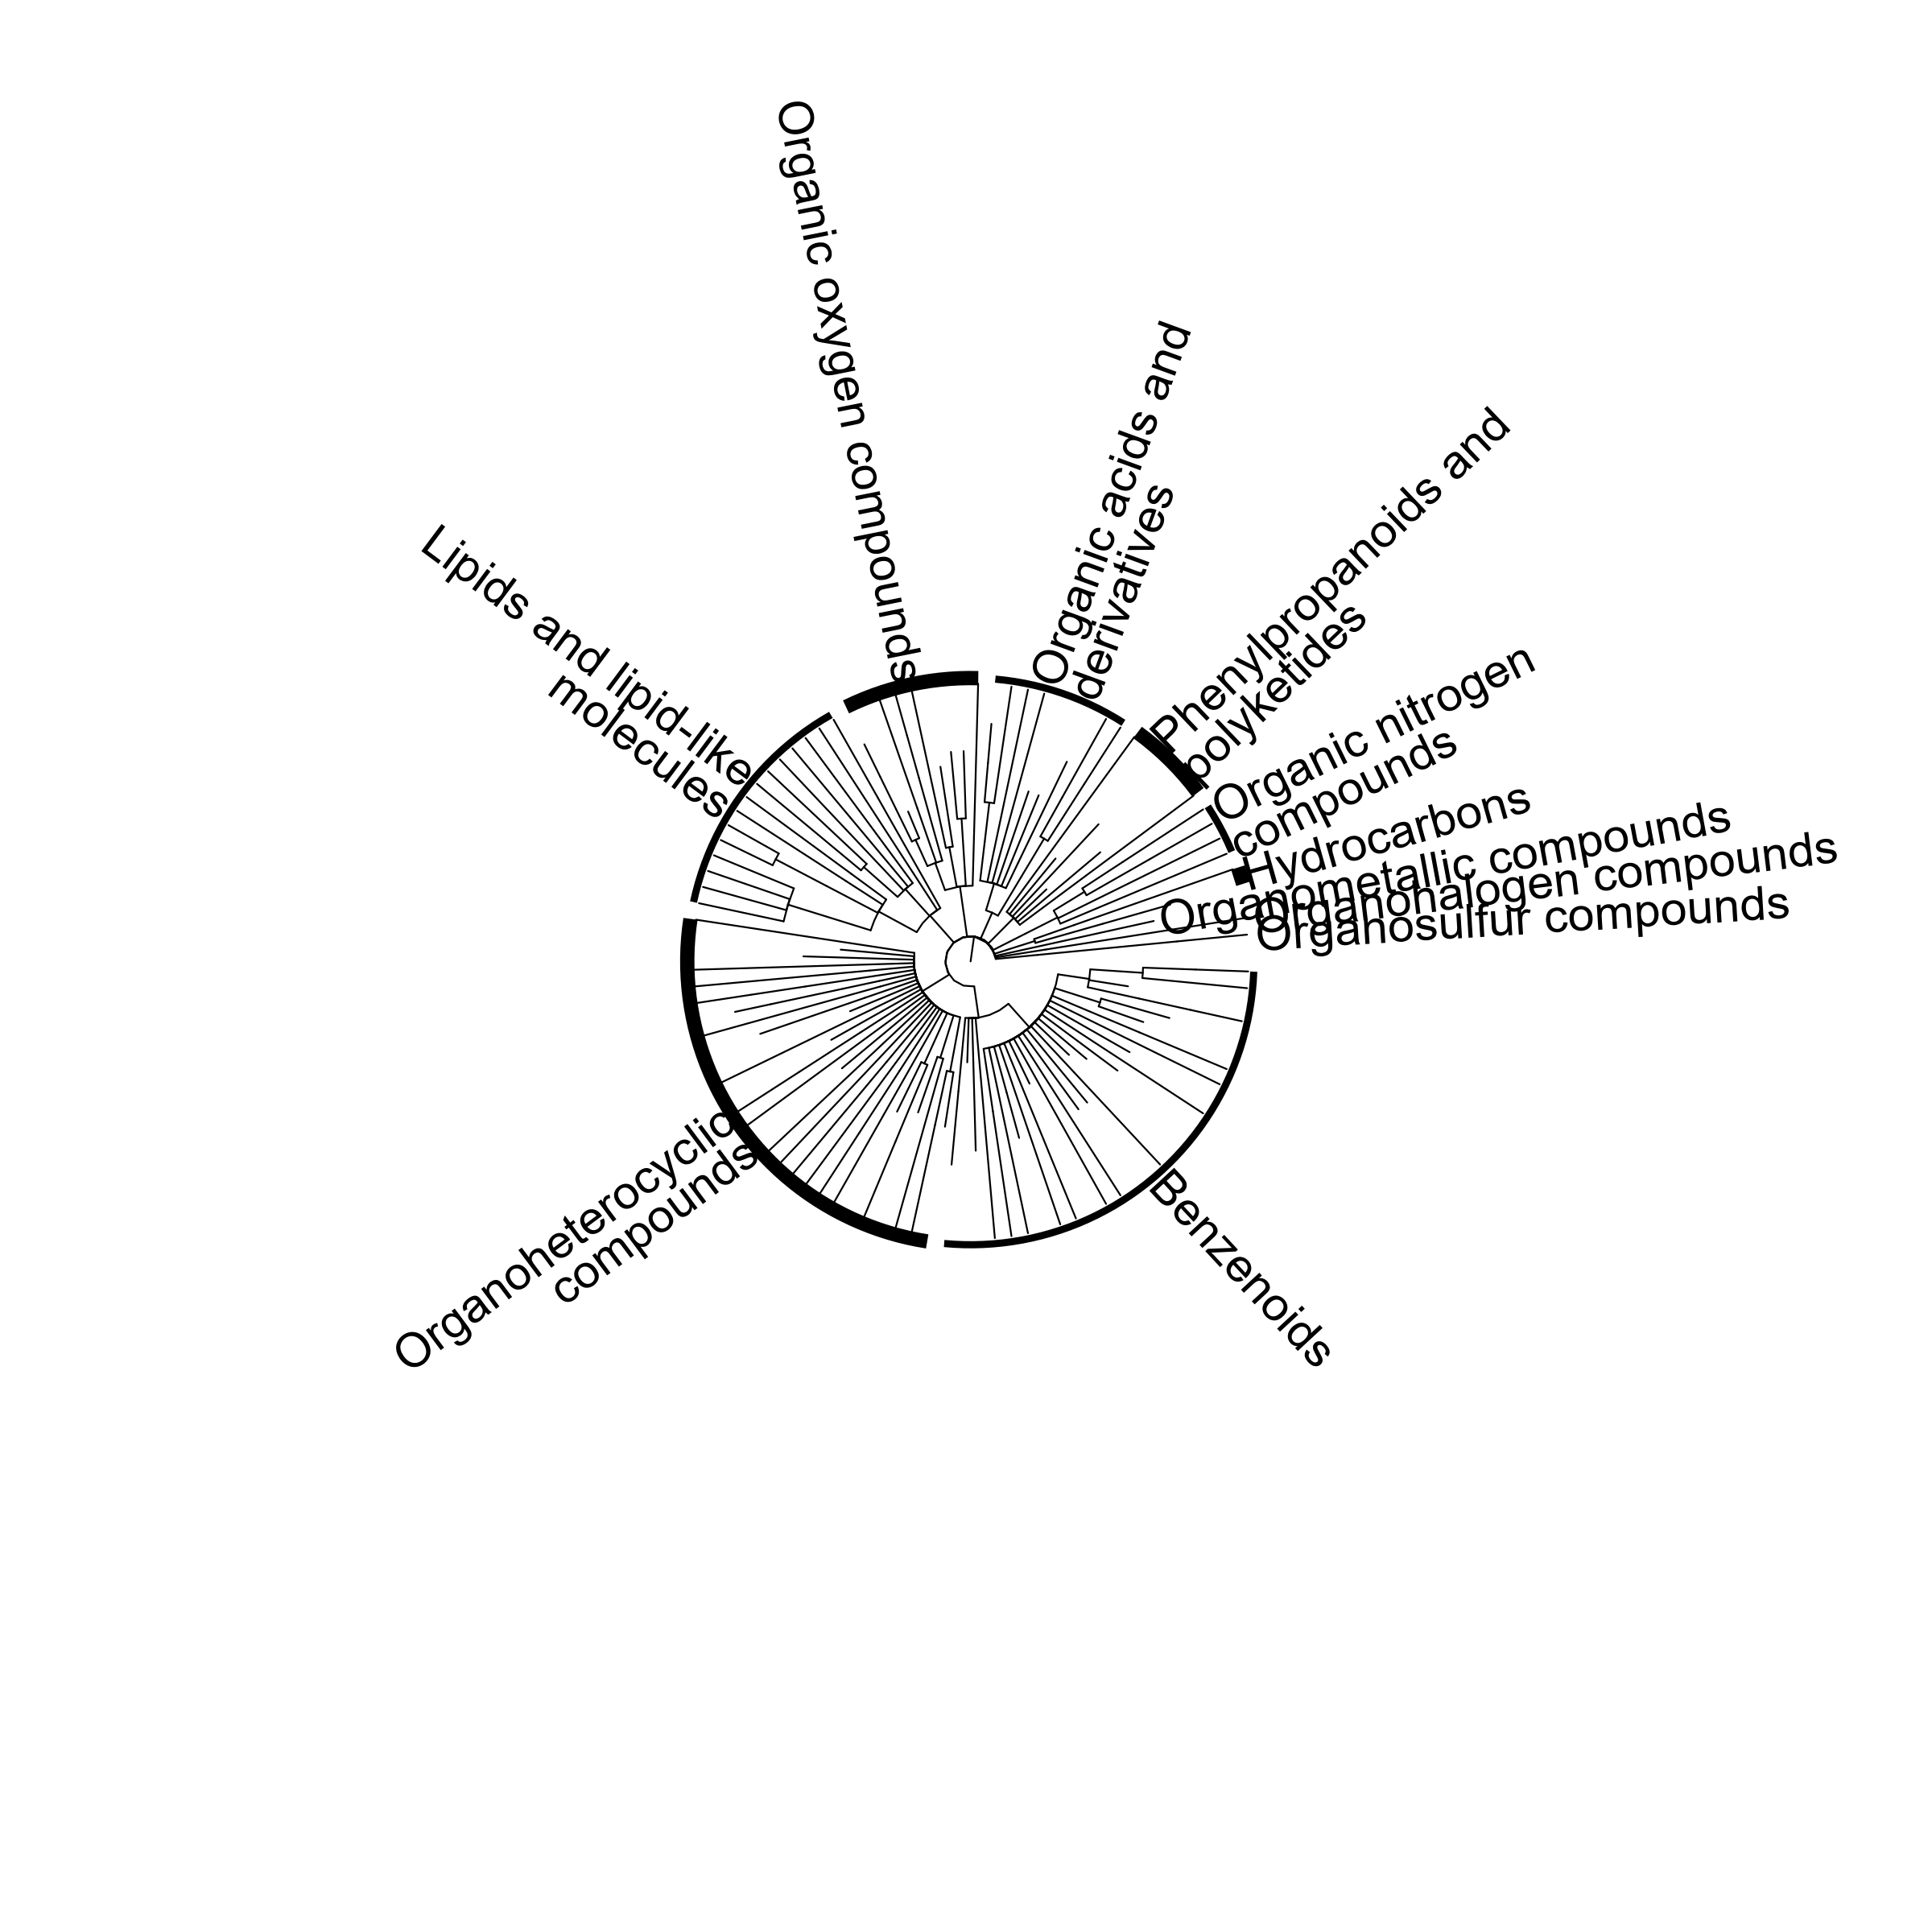 Organic oxygen compounds
Organic acids and
derivatives
Phenylpropanoids and
polyketides
Lipids and lipid-like
molecules
Organic nitrogen
compounds
Hydrocarbons
Organometallic compounds
Organohalogen compounds
Organosulfur compounds
Organoheterocyclic
compounds
Benzenoids